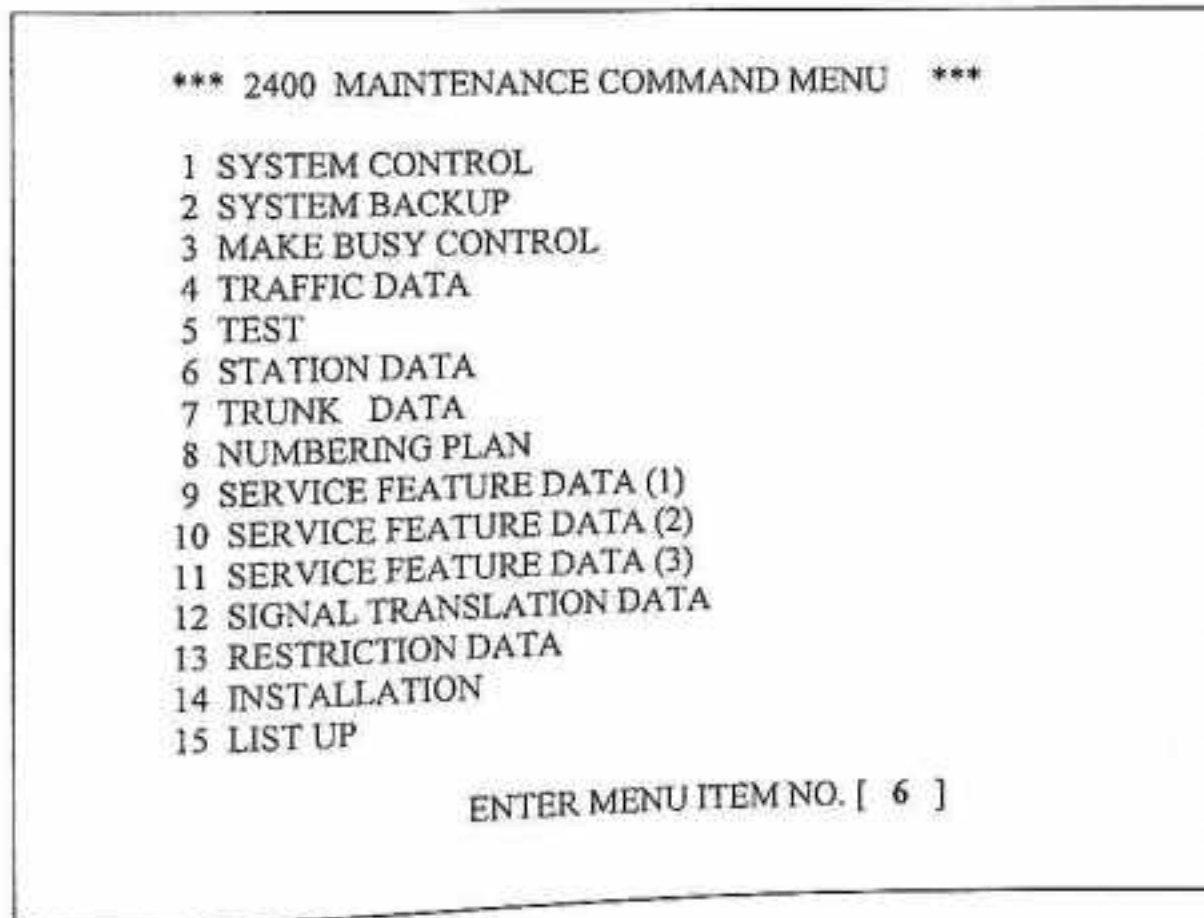 *** 2400 MAINTENANCE COMMAND MENU ***
1 SYSTEM CONTROL
2 SYSTEM BACKUP
3 MAKE BUSY CONTROL
4 TRAFFIC DATA
5 TEST
6 STATION DATA
7 TRUNK DATA
8 NUMBERING PLAN
9 SERVICE FEATURE DATA (1)
10 SERVICE FEATURE DATA (2)
11 SERVICE FEATURE DATA (3)
12 SIGNAL TRANSLATION DATA
13 RESTRICTION DATA
14 INSTALLATION
15 LIST UP
ENTER MENU ITEM NO. [ 6 ]